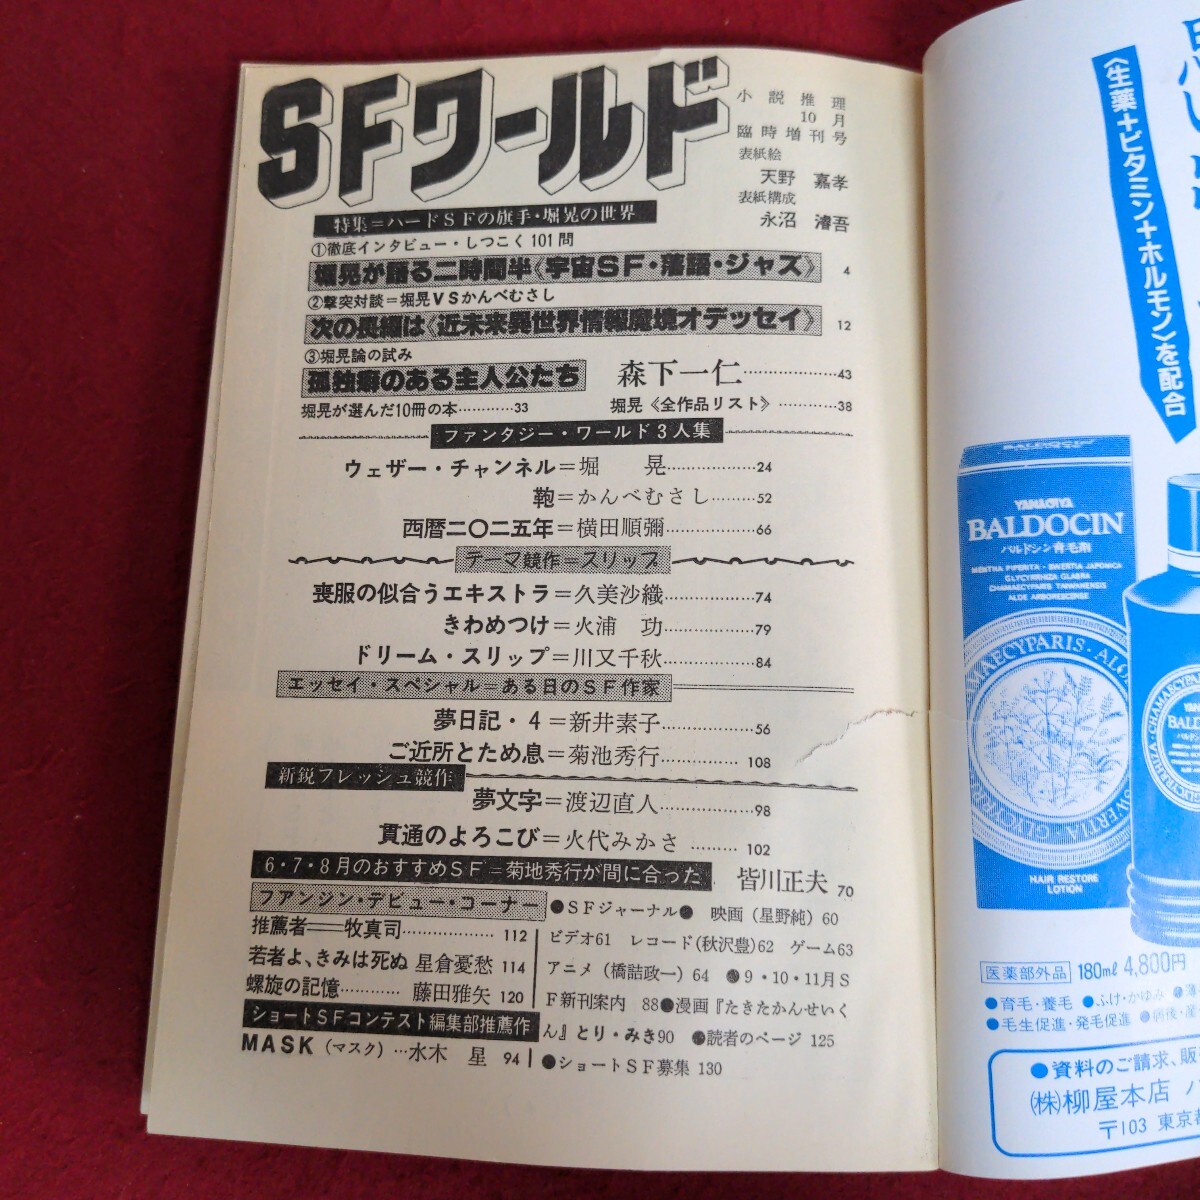 SFワールド
小説推理
10月
臨時増刊号
表紙絵
天野 嘉孝
表紙構成
永沼 濬吾
特集=ハードSFの旗手・堀晃の世界
①徹底インタビュー・しつこく101問
堀晃が語る二時間半《宇宙SF・落語・ジャズ》 4
②撃突対談=堀晃VSかんべむさし
次の長編は《近未来異世界情報魔境オデッセイ》 12
③堀晃論の試み
孤独癖のある主人公たち 森下一仁………………43
堀晃が選んだ10冊の本…………33 堀晃《全作品リスト》…………38
ファンタジー・ワールド3人集
ウェザー・チャンネル=堀 晃………………24
鞄=かんべむさし………52
西暦二〇二五年=横田順彌………………66
テーマ競作=スリップ
喪服の似合うエキストラ=久美沙織………………74
きわめつけ=火浦 功………………79
ドリーム・スリップ=川又千秋………………84
エッセイ・スペシャル=ある日のSF作家
夢日記・4=新井素子………………56
ご近所とため息=菊池秀行……………108
新鋭フレッシュ競作
夢文字=渡辺直人………………98
貫通のよろこび=火代みかさ ………102
6・7・8月のおすすめSF=菊地秀行が間に合った 皆川正夫 70
フアンジン・デビュー・コーナー
推薦者――牧真司………………112
若者よ、きみは死ぬ 星倉憂愁 114
螺旋の記憶………… 藤田雅矢 120
ショートSFコンテスト編集部推薦作
MASK(マスク)…水木 星 94
●SFジャーナル● 映画(星野純)60
ビデオ61 レコード(秋沢豊)62 ゲーム63
アニメ(橋詰政一)64 ●9・10・11月S
F新刊案内 88●漫画『たきたかんせいく
ん』とり・みき90 ●読者のページ 125
●ショートSF募集 130
〈生薬+ビタミン+ホルモン〉を配合
YANAGIYA
BALDOCIN
バルドシン育毛剤
MENTHA PIPERITA・SWERTIA JAPONICA
GLYCYRRHIZA GLABRA
CHAMAECYPARIS TAIWANENSIS
ALOE ARBORESCENSE
HAIR RESTORE
LOTION
医薬部外品 180ml 4,800円
●育毛・養毛 ●ふけ・かゆみ ●薄
●毛生促進・発毛促進 ●病後・産
●資料のご請求、販
(株)柳屋本店
〒103 東京都